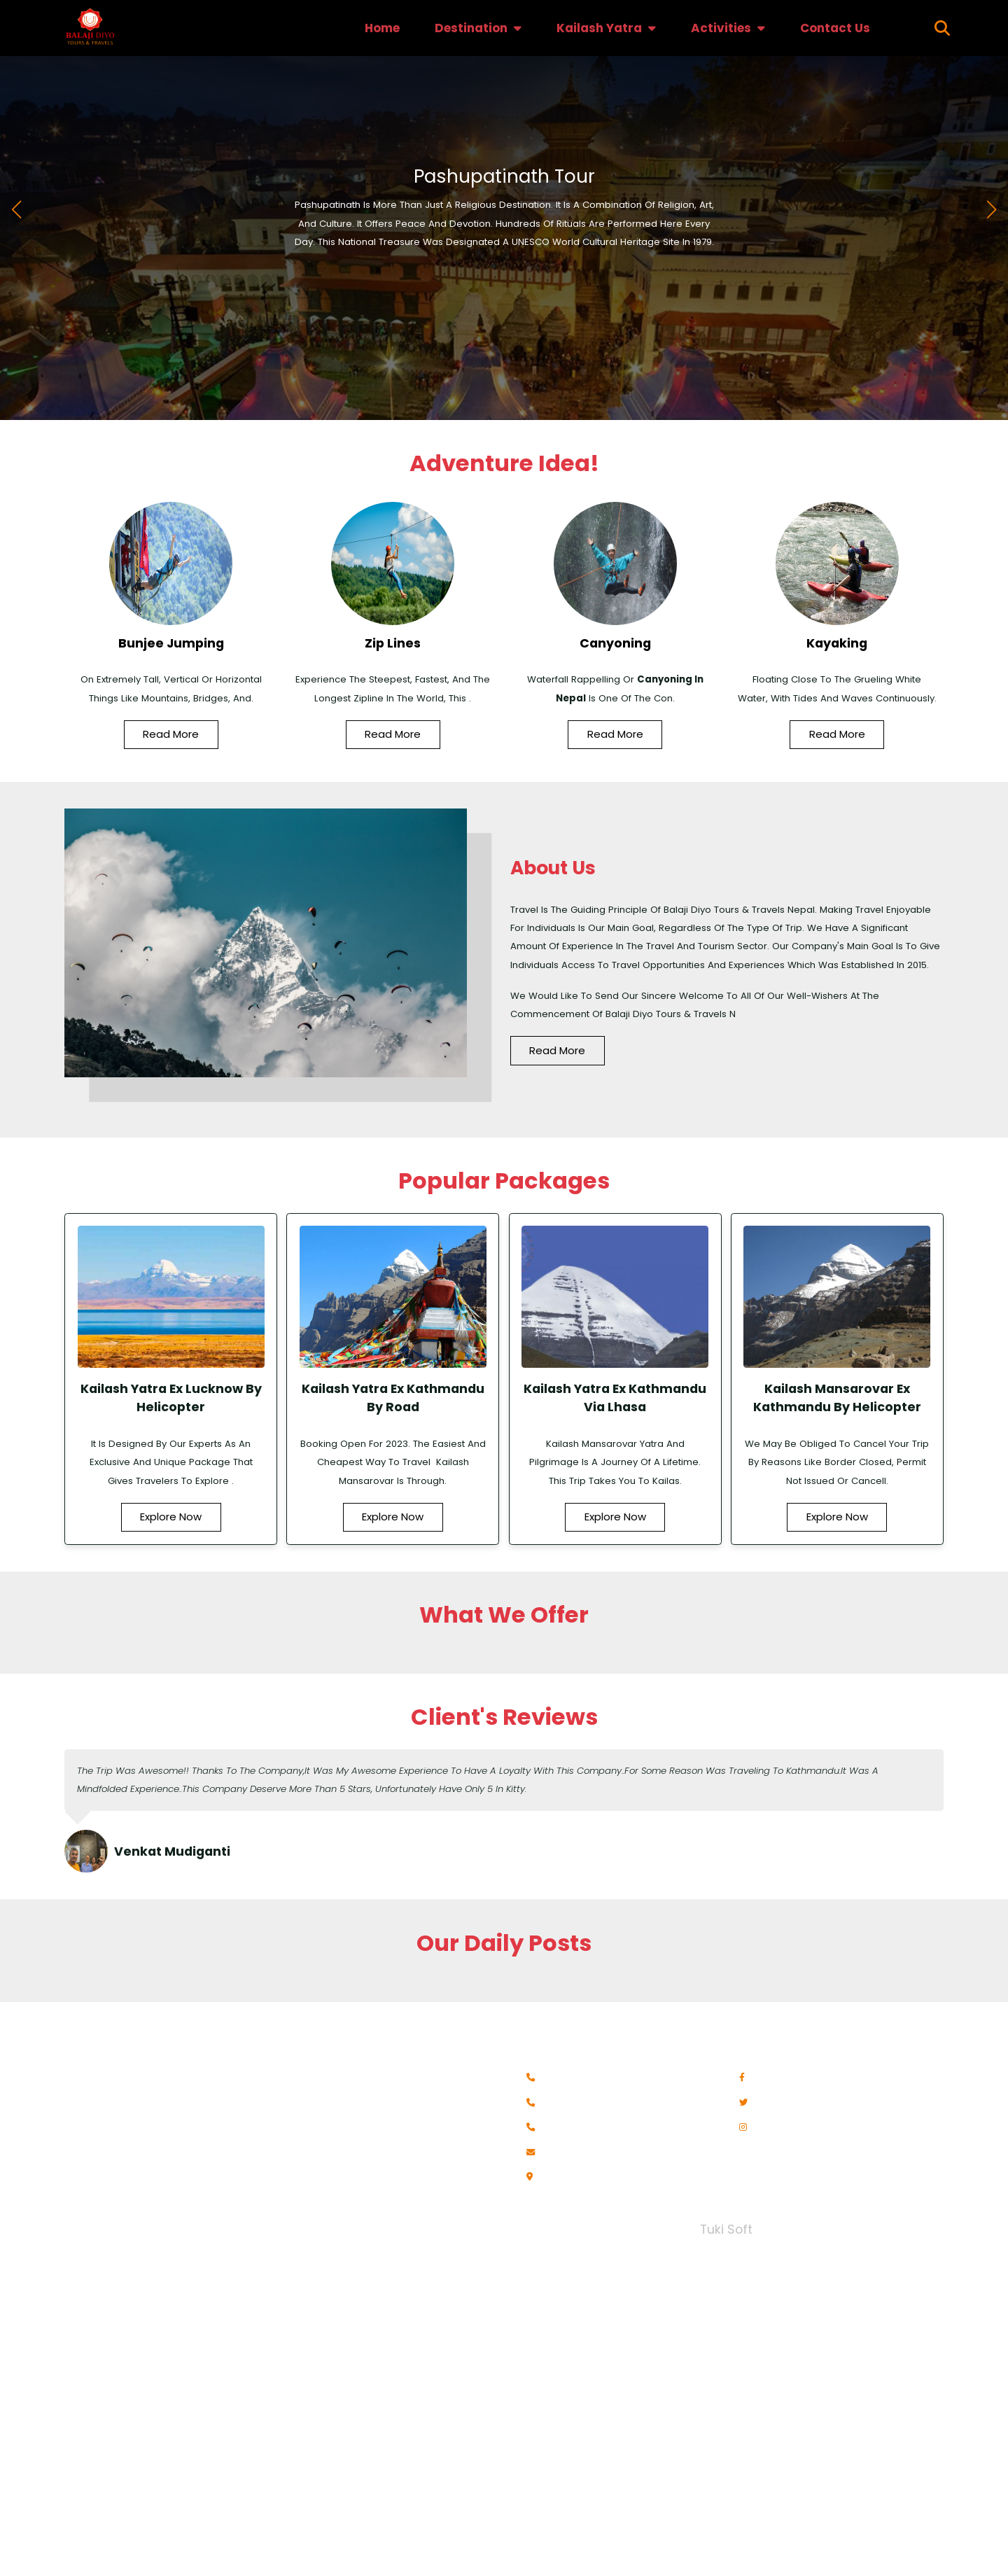 BALAJI DIYO
TOURS & TRAVELS
Home
Destination
Kailash Yatra
Activities
Contact Us
Pashupatinath Tour
Pashupatinath Is More Than Just A Religious Destination. It Is A Combination Of Religion, Art,
And Culture. It Offers Peace And Devotion. Hundreds Of Rituals Are Performed Here Every
Day. This National Treasure Was Designated A UNESCO World Cultural Heritage Site In 1979.
Adventure Idea!
Bunjee Jumping
On Extremely Tall, Vertical Or Horizontal
Things Like Mountains, Bridges, And.
Read More
Zip Lines
Experience The Steepest, Fastest, And The
Longest Zipline In The World, This .
Read More
Canyoning
Waterfall Rappelling Or Canyoning In
Nepal Is One Of The Con.
Read More
Kayaking
Floating Close To The Grueling White
Water, With Tides And Waves Continuously.
Read More
About Us
Travel Is The Guiding Principle Of Balaji Diyo Tours & Travels Nepal. Making Travel Enjoyable
For Individuals Is Our Main Goal, Regardless Of The Type Of Trip. We Have A Significant
Amount Of Experience In The Travel And Tourism Sector. Our Company's Main Goal Is To Give
Individuals Access To Travel Opportunities And Experiences Which Was Established In 2015.
We Would Like To Send Our Sincere Welcome To All Of Our Well-Wishers At The
Commencement Of Balaji Diyo Tours & Travels N
Read More
Popular Packages
Kailash Yatra Ex Lucknow By
Helicopter
It Is Designed By Our Experts As An
Exclusive And Unique Package That
Gives Travelers To Explore .
Explore Now
Kailash Yatra Ex Kathmandu
By Road
Booking Open For 2023. The Easiest And
Cheapest Way To Travel  Kailash
Mansarovar Is Through.
Explore Now
Kailash Yatra Ex Kathmandu
Via Lhasa
Kailash Mansarovar Yatra And
Pilgrimage Is A Journey Of A Lifetime.
This Trip Takes You To Kailas.
Explore Now
Kailash Mansarovar Ex
Kathmandu By Helicopter
We May Be Obliged To Cancel Your Trip
By Reasons Like Border Closed, Permit
Not Issued Or Cancell.
Explore Now
What We Offer
Client's Reviews
The Trip Was Awesome!! Thanks To The Company,It Was My Awesome Experience To Have A Loyalty With This Company.For Some Reason Was Traveling To Kathmandu.It Was A
Mindfolded Experience.This Company Deserve More Than 5 Stars, Unfortunately Have Only 5 In Kitty.
Venkat Mudiganti
Our Daily Posts
Tuki Soft